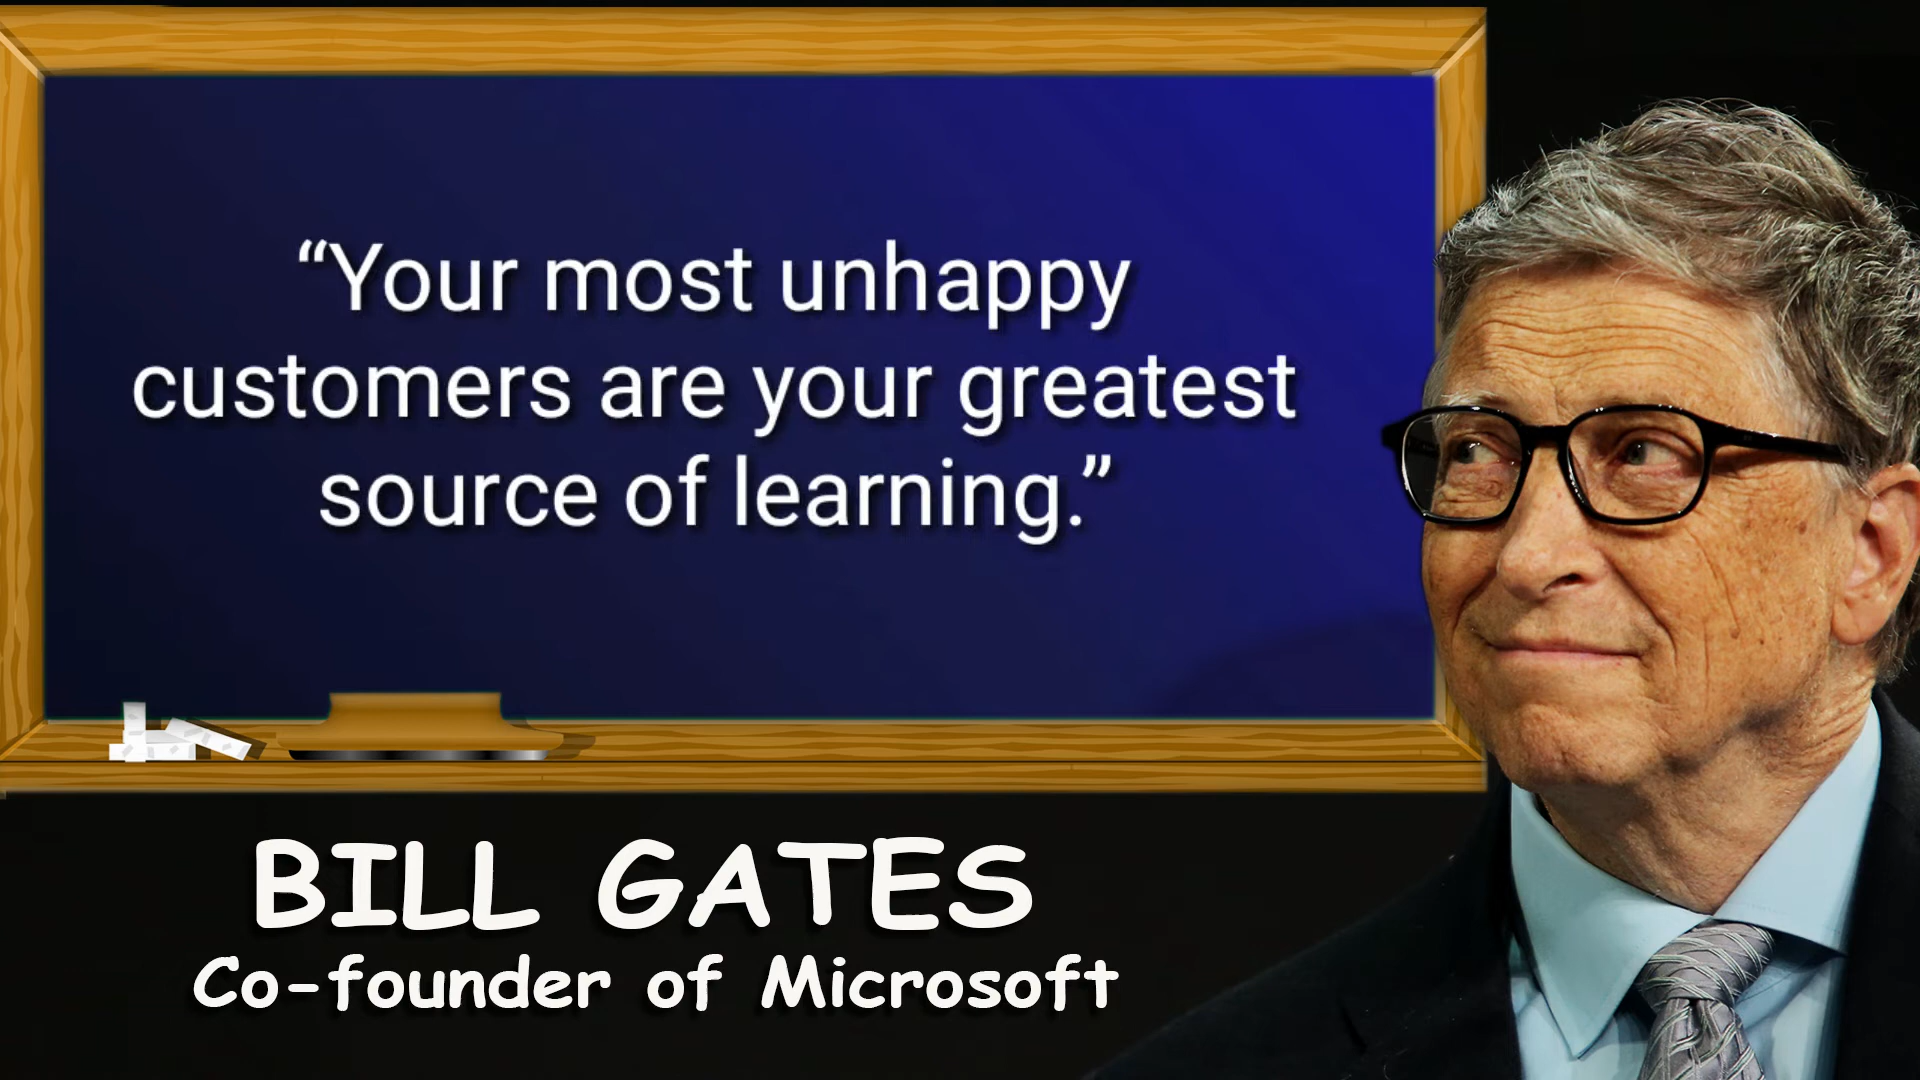 “Your most unhappy
customers are your greatest
source of learning.”
BILL GATES
Co-founder of Microsoft